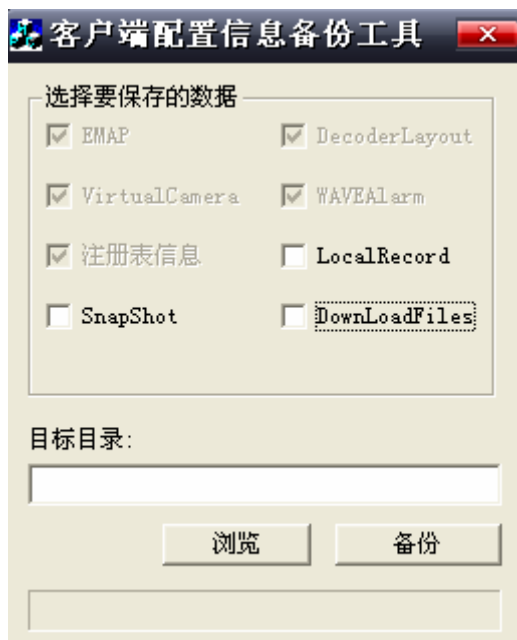 客户端配置信息备份工具
选择要保存的数据
EMAP DecoderLayout
VirtualCamera WAVEAlarm
注册表信息 LocalRecord
SnapShot DownLoadFiles
目标目录:
浏览 备份